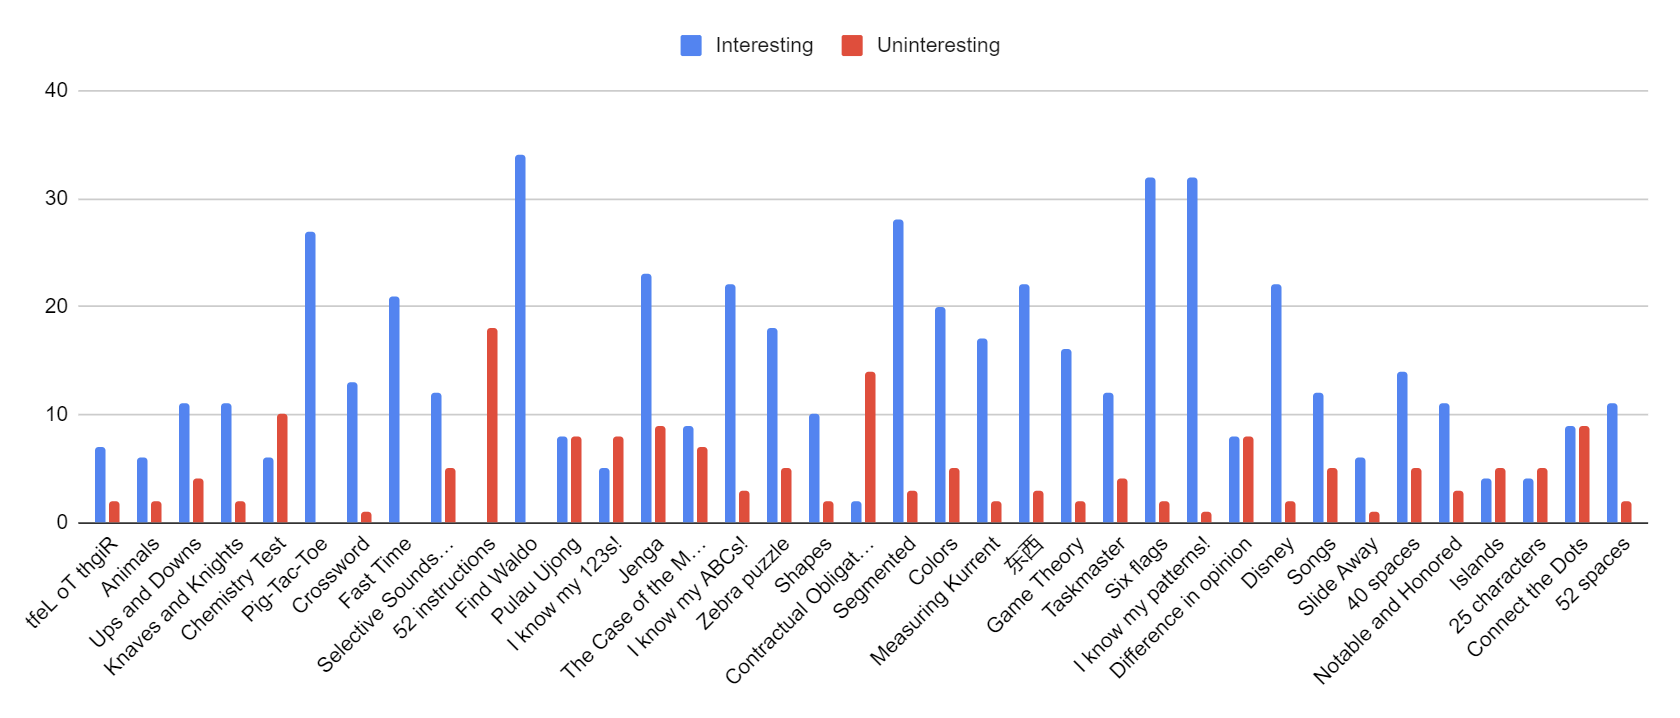 Interesting
Uninteresting
40
30
20
10
0
tfeL oT thgiR
Animals
Ups and Downs
Knaves and Knights
Chemistry Test
Pig-Tac-Toe
Crossword
Fast Time
Selective Sounds...
52 instructions
Find Waldo
Pulau Ujong
I know my 123s!
Jenga
The Case of the M...
I know my ABCs!
Zebra puzzle
Shapes
Contractual Obligat...
Segmented
Colors
Measuring Kurrent
东西
Game Theory
Taskmaster
Six flags
I know my patterns!
Difference in opinion
Disney
Songs
Slide Away
40 spaces
Notable and Honored
Islands
25 characters
Connect the Dots
52 spaces